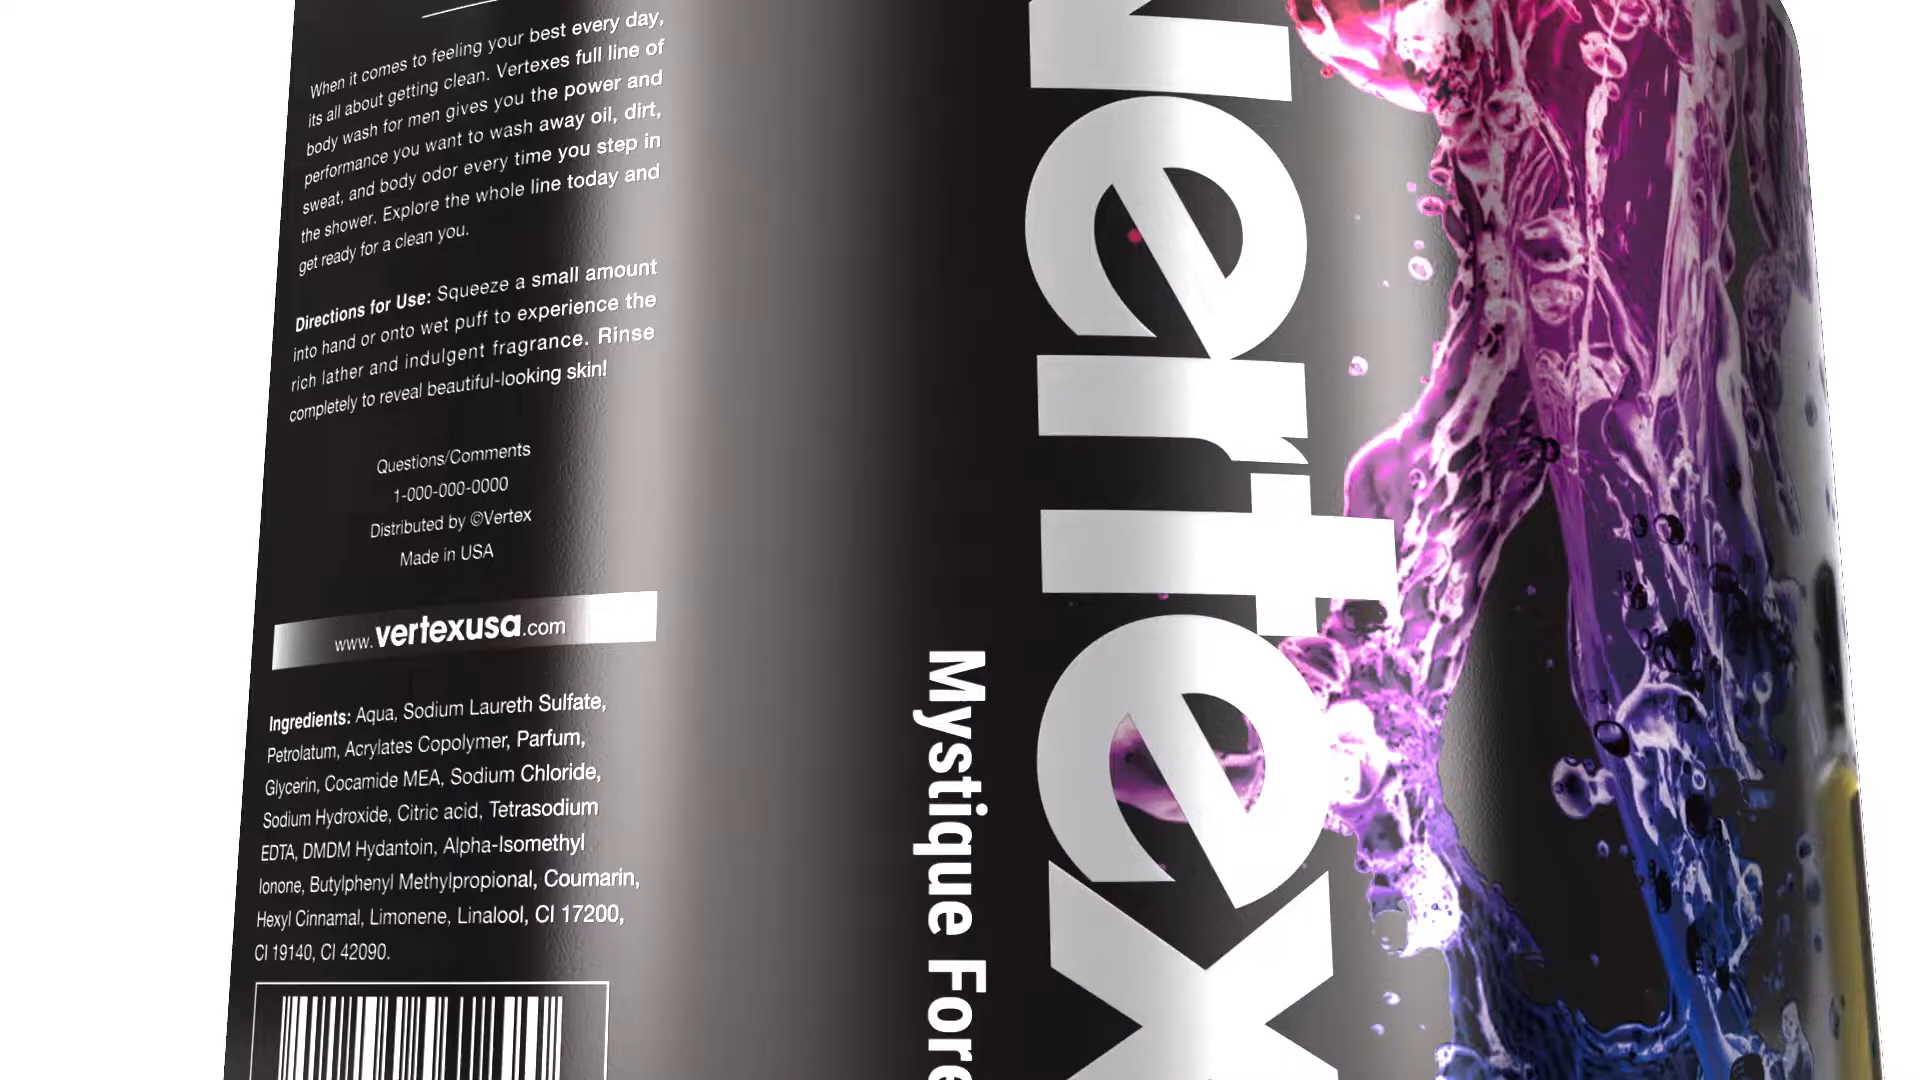 When it comes to feeling your best every day,
its all about getting clean. Vertexes full line of
body wash for men gives you the power and
performance you want to wash away oil, dirt,
sweat, and body odor every time you step in
the shower. Explore the whole line today and
get ready for a clean you.
Directions for Use: Squeeze a small amount
into hand or onto wet puff to experience the
rich lather and indulgent fragrance. Rinse
completely to reveal beautiful-looking skin!
Questions/Comments
1-000-000-0000
Distributed by ©Vertex
Made in USA
www.vertexusa.com
Ingredients: Aqua, Sodium Laureth Sulfate,
Petrolatum, Acrylates Copolymer, Parfum,
Glycerin, Cocamide MEA, Sodium Chloride,
Sodium Hydroxide, Citric acid, Tetrasodium
EDTA, DMDM Hydantoin, Alpha-Isomethyl
Ionone, Butylphenyl Methylpropional, Coumarin,
Hexyl Cinnamal, Limonene, Linalool, CI 17200,
CI 19140, CI 42090.
Vertex
Mystique Fore